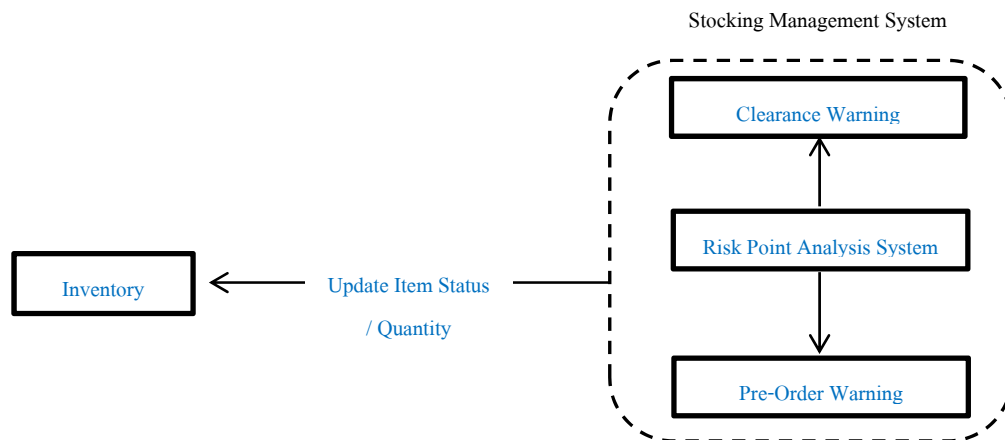 Stocking Management System
Clearance Warning
Risk Point Analysis System
Inventory
Update Item Status
/ Quantity
Pre-Order Warning